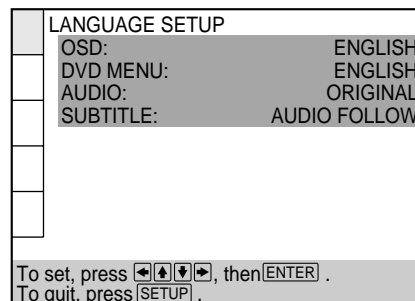 LANGUAGE SETUP
OSD: ENGLISH
DVD MENU: ENGLISH
AUDIO: ORIGINAL
SUBTITLE: AUDIO FOLLOW
To set, press ←↑↓→, then ENTER .
To quit, press SETUP .